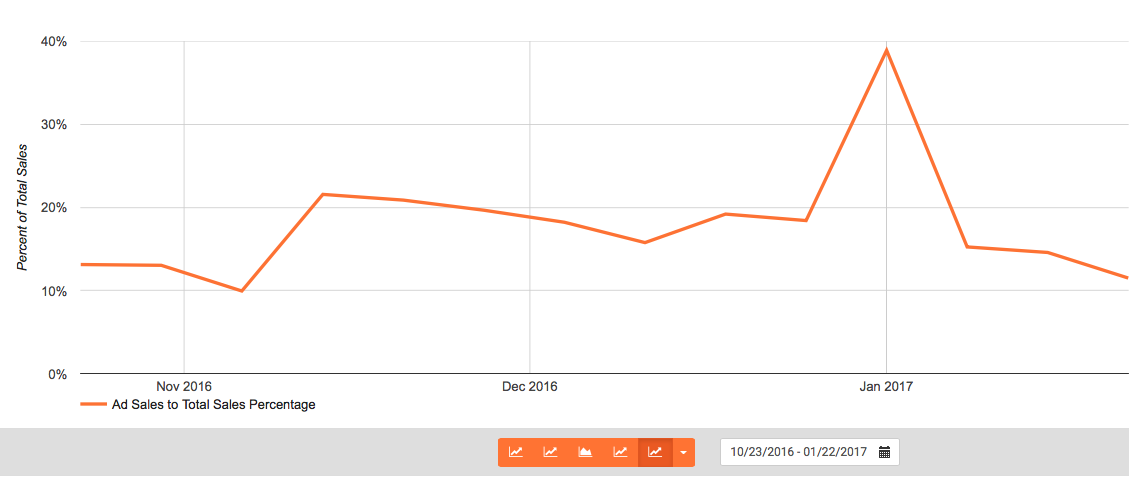 40%
30%
20%
10%
0%
Percent of Total Sales
Nov 2016
Dec 2016
Jan 2017
Ad Sales to Total Sales Percentage
10/23/2016 - 01/22/2017